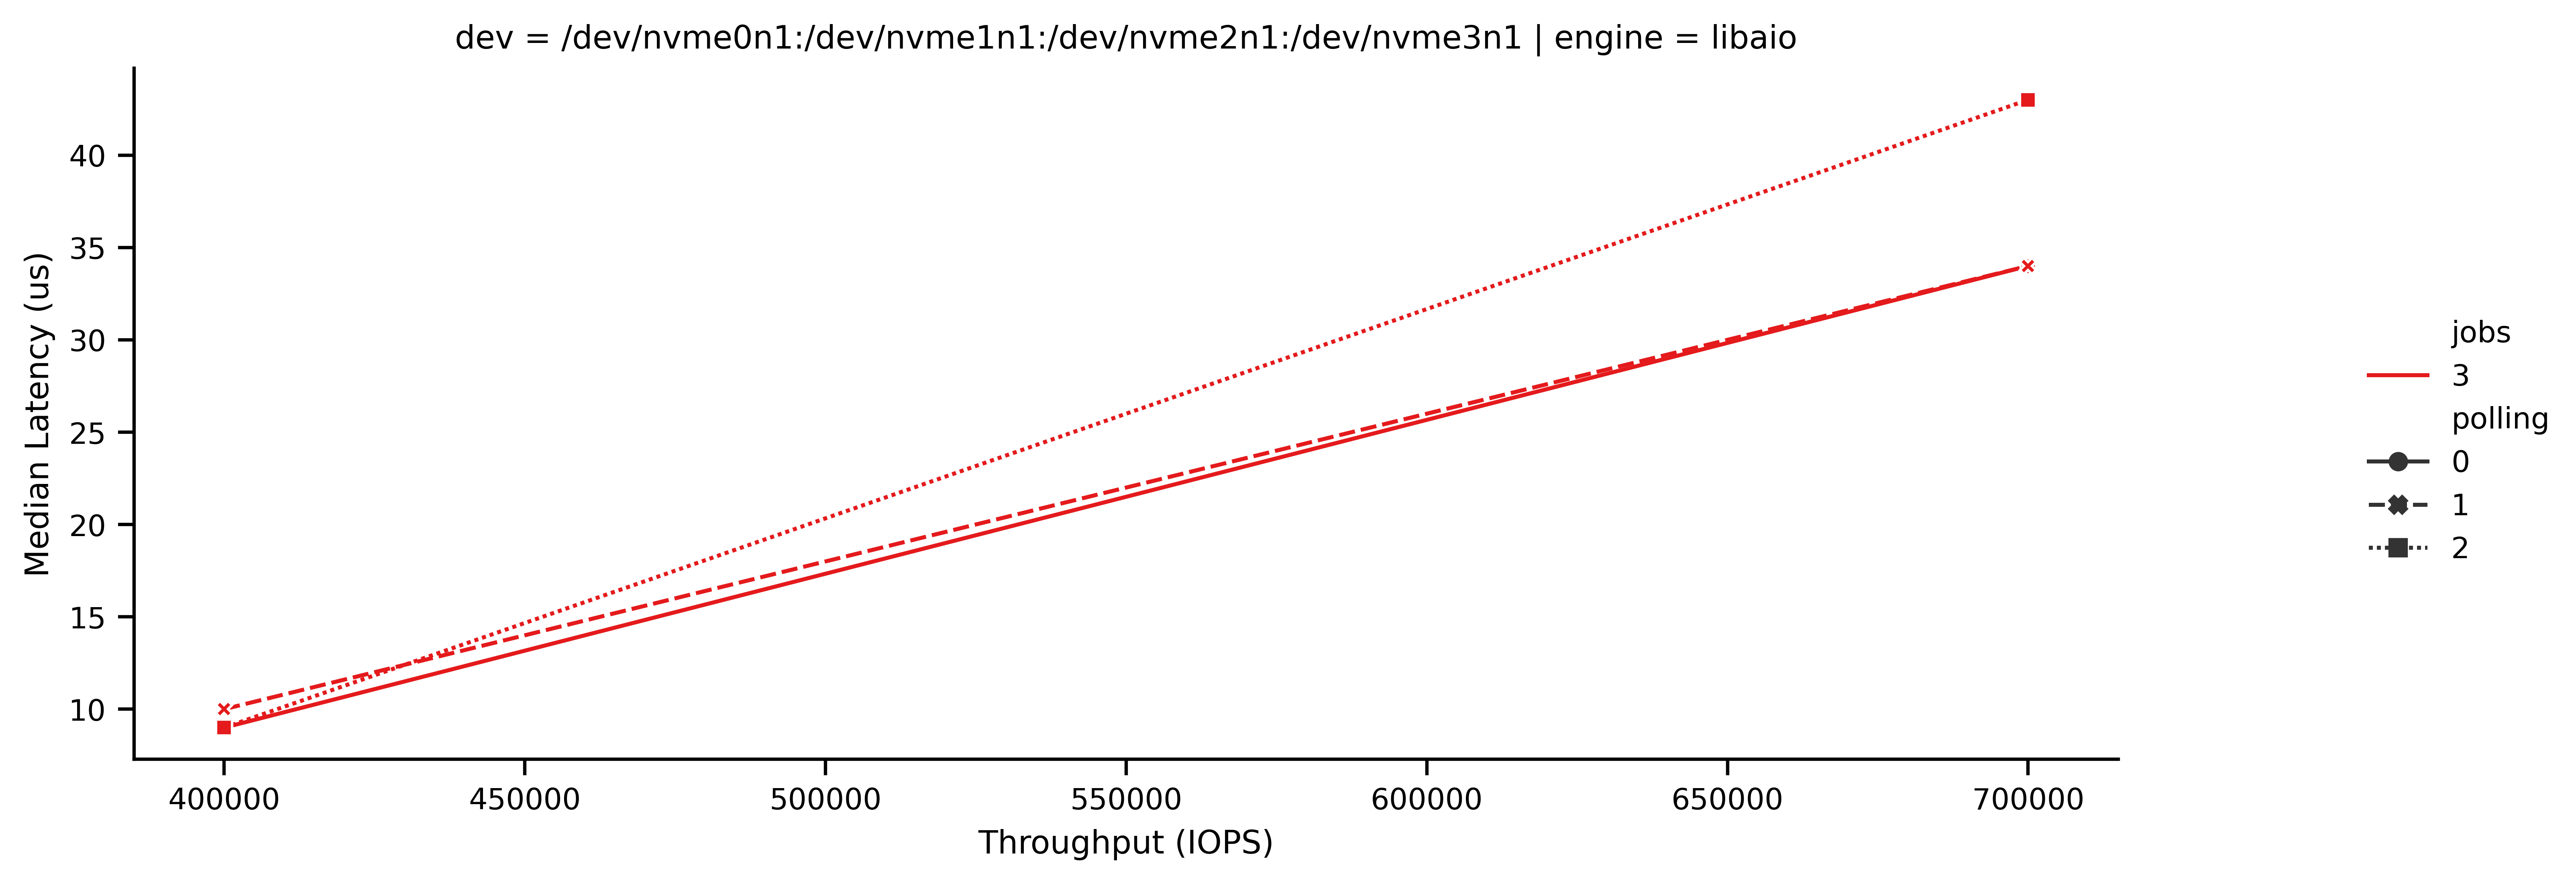 dev = /dev/nvme0n1:/dev/nvme1n1:/dev/nvme2n1:/dev/nvme3n1 | engine = libaio
Median Latency (us)
40
35
30
25
20
15
10
400000 450000 500000 550000 600000 650000 700000
Throughput (IOPS)
jobs
3
polling
0
1
2